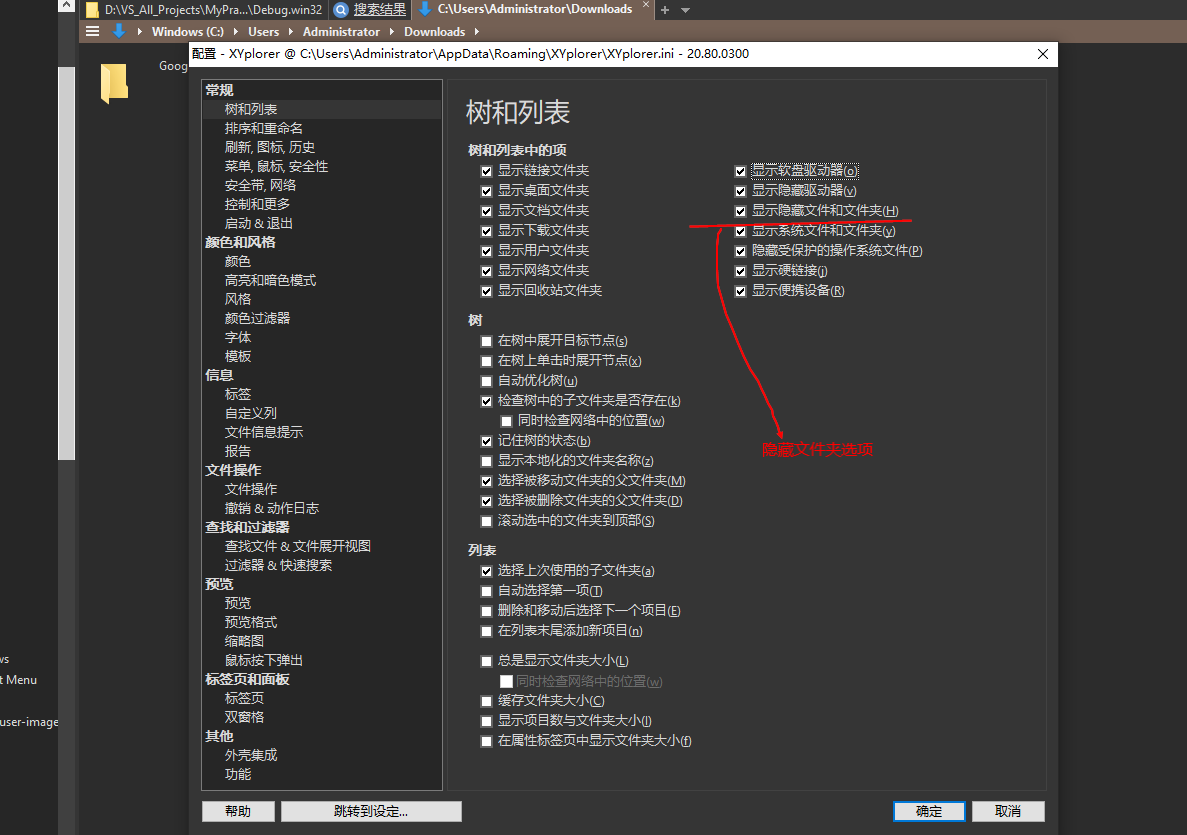 D:\VS_All_Projects\MyPra...\Debug.win32
搜索结果
C:\Users\Administrator\Downloads
Windows (C:)
Users
Administrator
Downloads
配置 - XYplorer @ C:\Users\Administrator\AppData\Roaming\XYplorer\XYplorer.ini - 20.80.0300
Goog
ws
t Menu
user-image
常规
树和列表
排序和重命名
刷新, 图标, 历史
菜单, 鼠标, 安全性
安全带, 网络
控制和更多
启动 & 退出
颜色和风格
颜色
高亮和暗色模式
风格
颜色过滤器
字体
模板
信息
标签
自定义列
文件信息提示
报告
文件操作
文件操作
撤销 & 动作日志
查找和过滤器
查找文件 & 文件展开视图
过滤器 & 快速搜索
预览
预览
预览格式
缩略图
鼠标按下弹出
标签页和面板
标签页
双窗格
其他
外壳集成
功能
树和列表
树和列表中的项
显示链接文件夹
显示桌面文件夹
显示文档文件夹
显示下载文件夹
显示用户文件夹
显示网络文件夹
显示回收站文件夹
显示软盘驱动器(o)
显示隐藏驱动器(v)
显示隐藏文件和文件夹(H)
显示系统文件和文件夹(y)
隐藏受保护的操作系统文件(P)
显示硬链接(j)
显示便携设备(R)
树
在树中展开目标节点(s)
在树上单击时展开节点(x)
自动优化树(u)
检查树中的子文件夹是否存在(k)
同时检查网络中的位置(w)
记住树的状态(b)
显示本地化的文件夹名称(z)
选择被移动文件夹的父文件夹(M)
选择被删除文件夹的父文件夹(D)
滚动选中的文件夹到顶部(S)
隐藏文件夹选项
列表
选择上次使用的子文件夹(a)
自动选择第一项(T)
删除和移动后选择下一个项目(E)
在列表末尾添加新项目(n)
总是显示文件夹大小(L)
同时检查网络中的位置(w)
缓存文件夹大小(C)
显示项目数与文件夹大小(I)
在属性标签页中显示文件夹大小(f)
帮助
跳转到设定...
确定
取消